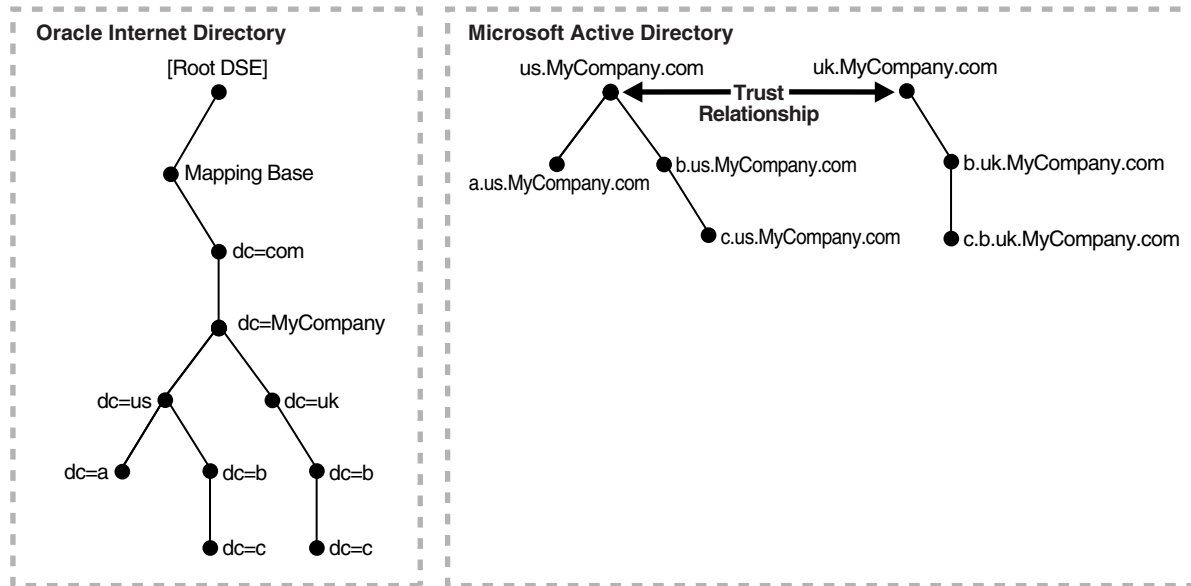 Oracle Internet Directory
[Root DSE]
Mapping Base
dc=com
dc=MyCompany
dc=us
dc=uk
dc=a
dc=b
dc=b
dc=c
dc=c
Microsoft Active Directory
us.MyCompany.com
uk.MyCompany.com
Trust
Relationship
a.us.MyCompany.com
b.us.MyCompany.com
b.uk.MyCompany.com
c.us.MyCompany.com
c.b.uk.MyCompany.com